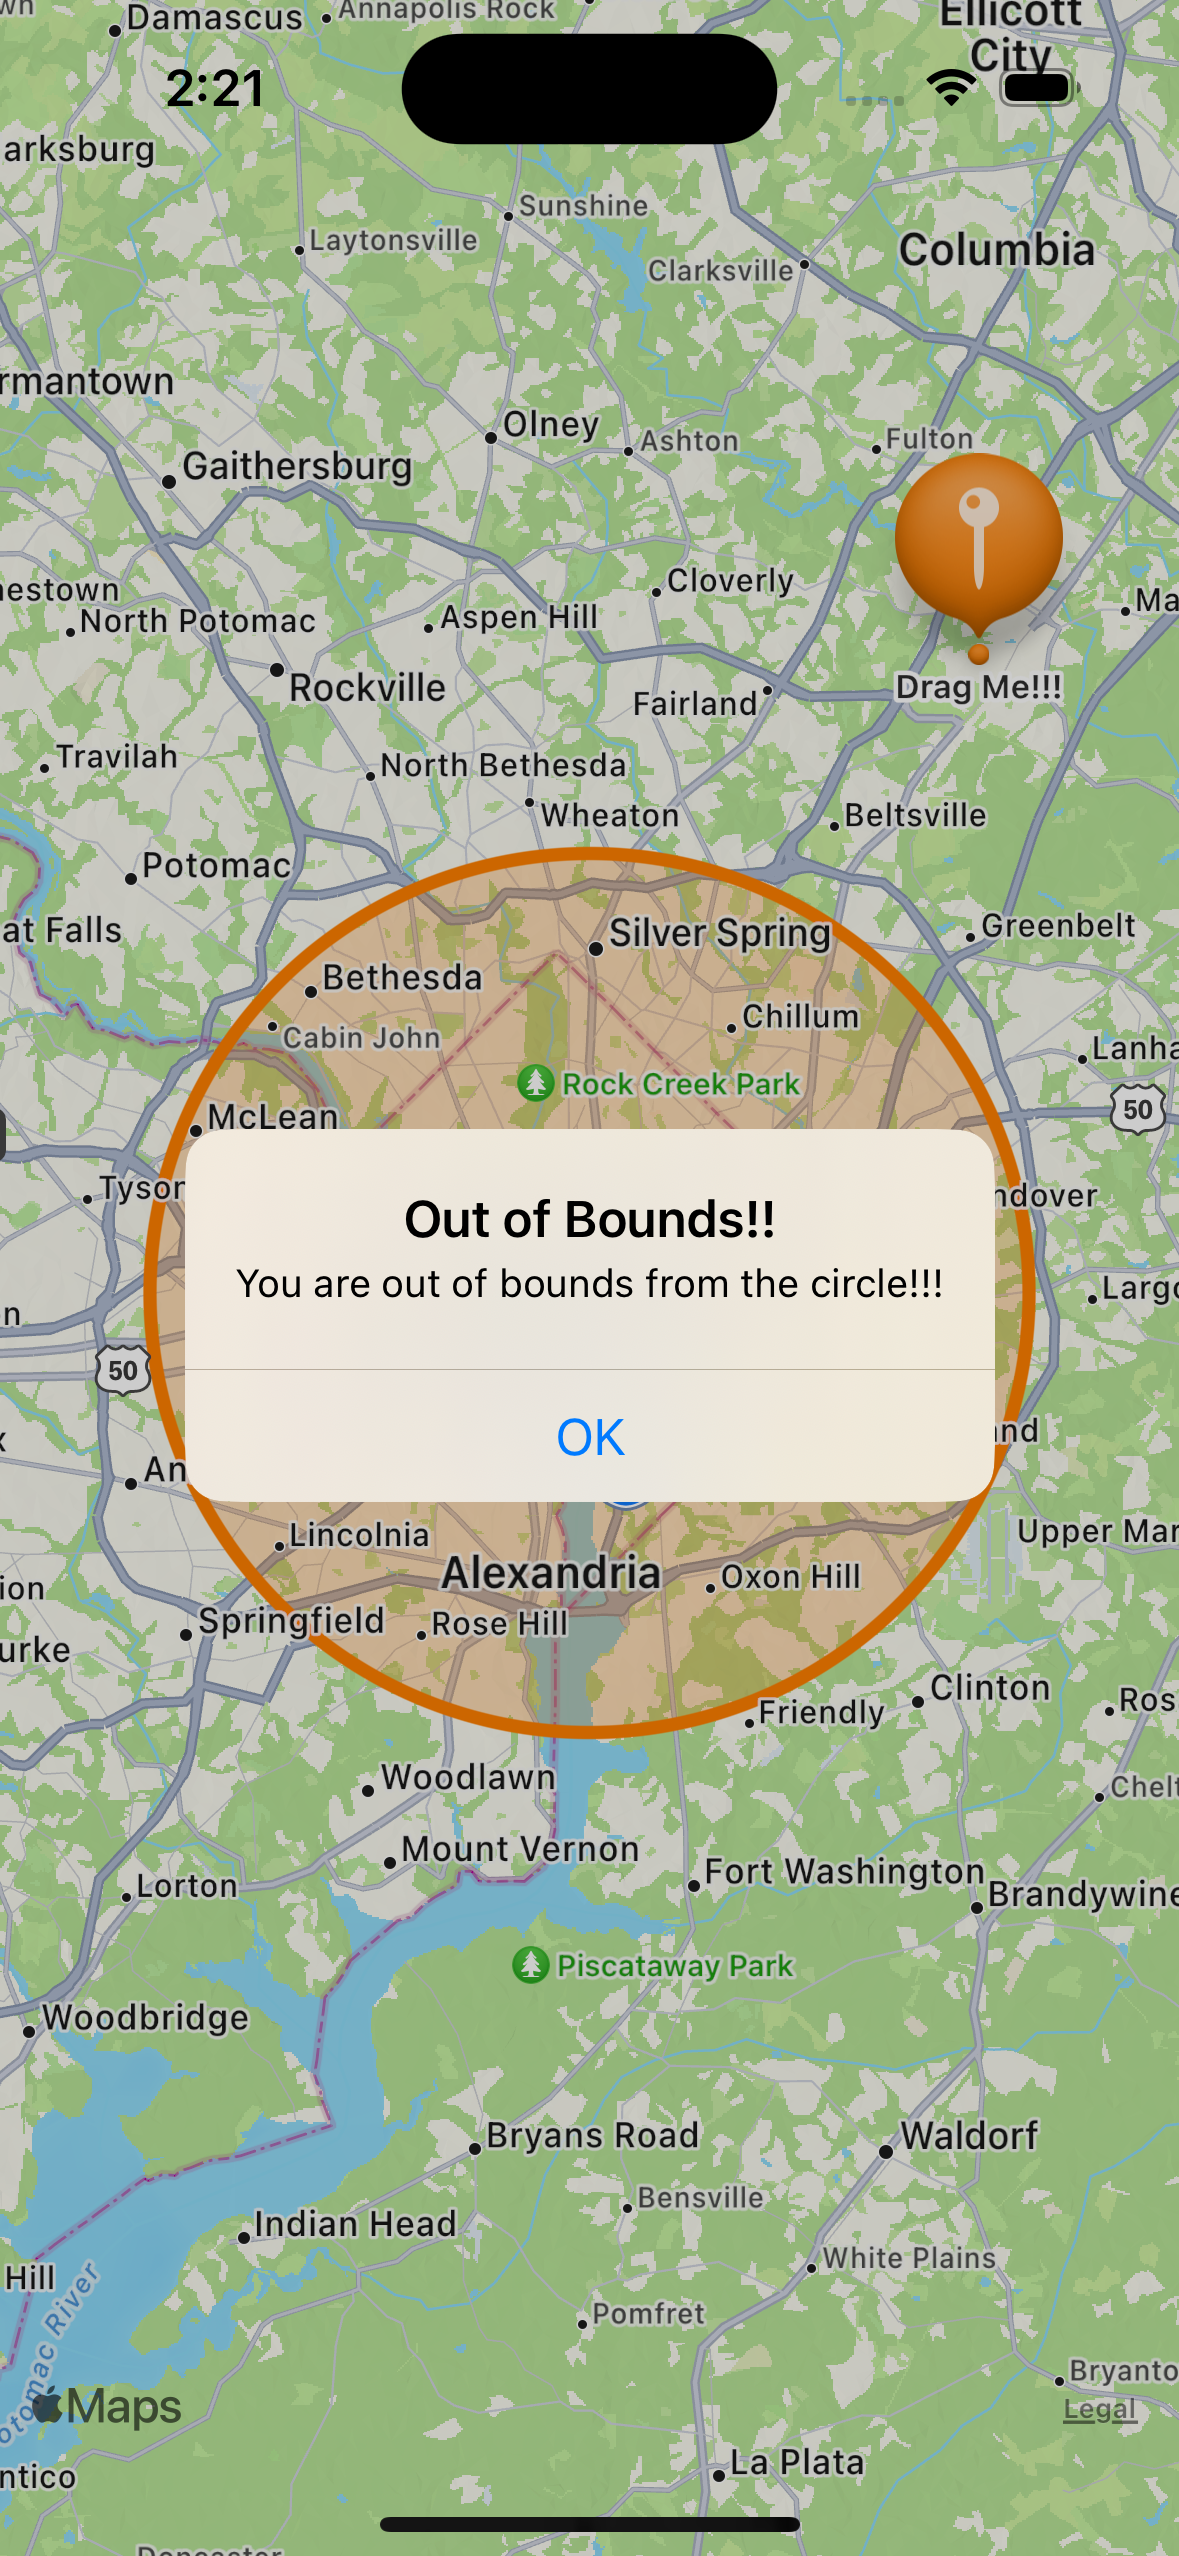 Damascus
Annapolis Rock
Ellicott
City
2:21
arksburg
Sunshine
Laytonsville
Columbia
Clarksville
rmantown
Olney
Ashton
Fulton
Gaithersburg
Cloverly
nestown
Ma
North Potomac
Aspen Hill
Rockville
Drag Me!!!
Fairland
Travilah
North Bethesda
Wheaton
Beltsville
Potomac
at Falls
Silver Spring
Greenbelt
Bethesda
Chillum
Cabin John
Lanha
Rock Creek Park
50
McLean
Tyson
ndover
Out of Bounds!!
You are out of bounds from the circle!!!
Largo
n
50
OK
nd
An
Lincolnia
Upper Mar
Alexandria
Oxon Hill
ion
Springfield
Rose Hill
urke
Clinton
Friendly
Ros
Woodlawn
Chelt
Mount Vernon
Fort Washington
Lorton
Brandywine
Piscataway Park
Woodbridge
Bryans Road
Waldorf
Bensville
Indian Head
White Plains
Hill
Pomfret
otomac River
Bryanto
Maps
Legal
La Plata
ntico